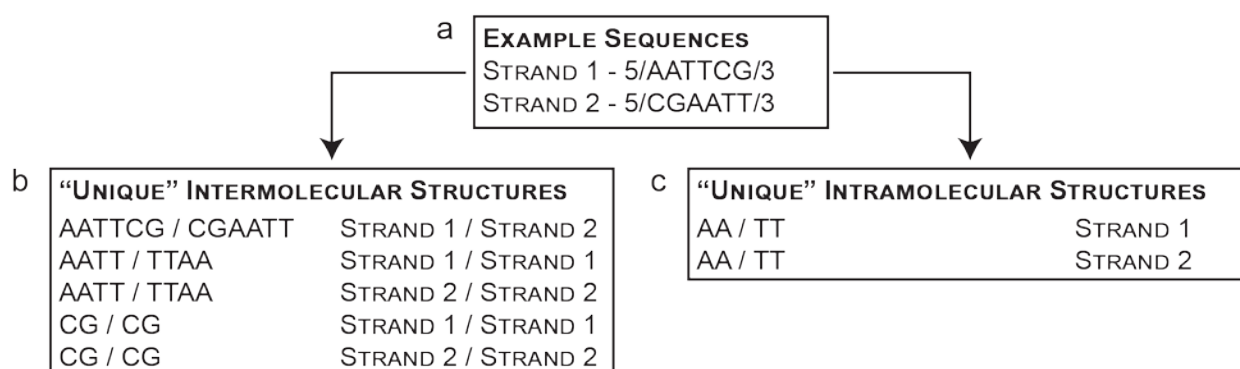 a
EXAMPLE SEQUENCES
STRAND 1 - 5/AATTCG/3
STRAND 2 - 5/CGAATT/3
b
"UNIQUE" INTERMOLECULAR STRUCTURES
AATTCG / CGAATT STRAND 1 / STRAND 2
AATT / TTAA STRAND 1 / STRAND 1
AATT / TTAA STRAND 2 / STRAND 2
CG / CG STRAND 1 / STRAND 1
CG / CG STRAND 2 / STRAND 2
c
"UNIQUE" INTRAMOLECULAR STRUCTURES
AA / TT STRAND 1
AA / TT STRAND 2